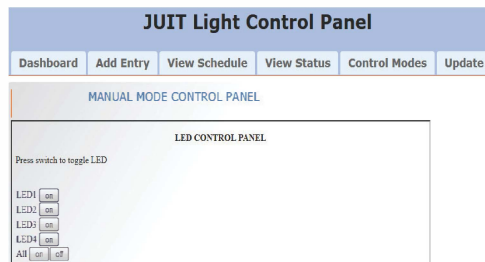 JUIT Light Control Panel
Dashboard Add Entry View Schedule View Status Control Modes Update
MANUAL MODE CONTROL PANEL
LED CONTROL PANEL
Press switch to toggle LED
LED1 on
LED2 on
LED3 on
LED4 on
All on off